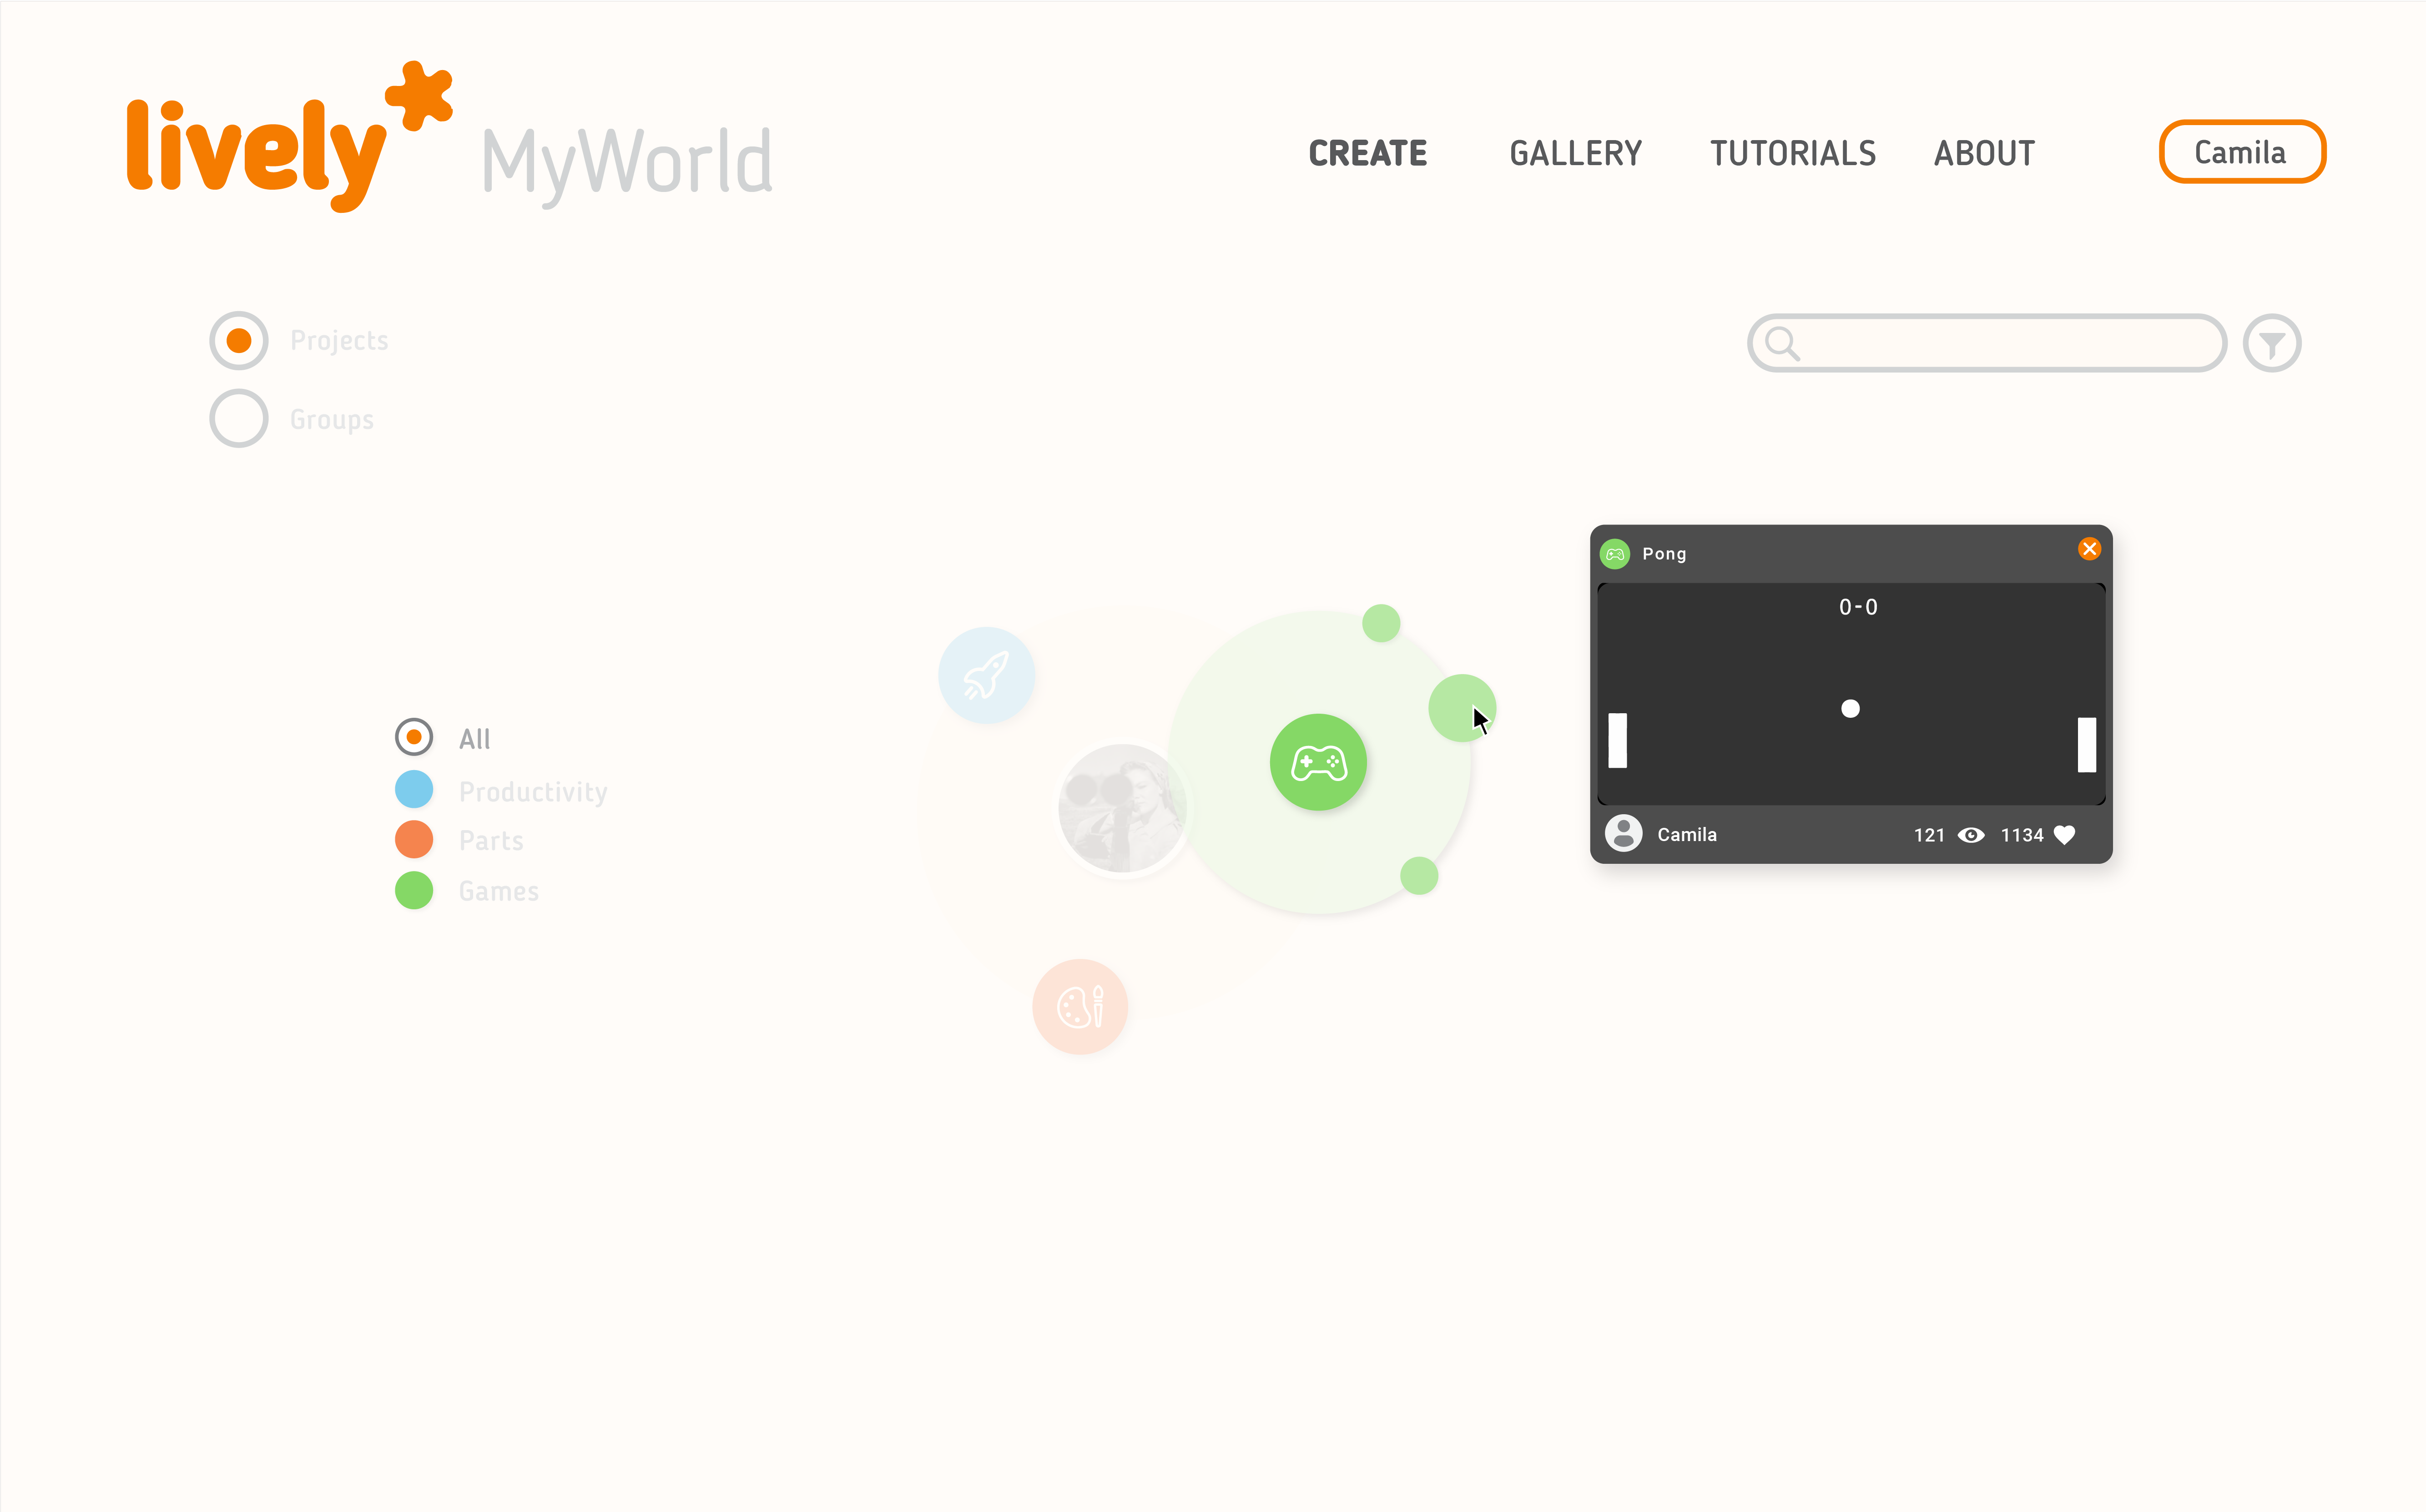 lively MyWorld
CREATE GALLERY TUTORIALS ABOUT Camila
Projects
Groups
Pong
0-0
All
Productivity
Parts
Games
Camila 121 1134